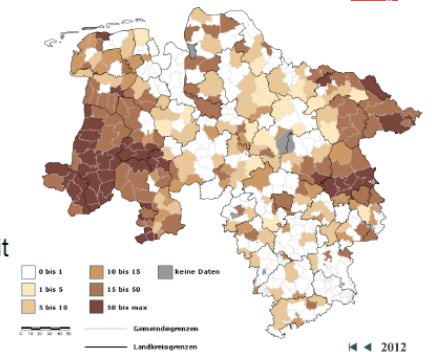 it
0 bis 1
10 bis 15
keine Daten
1 bis 5
15 bis 50
5 bis 10
50 bis max
Gemeindegrenzen
Landkreisgrenzen
2012